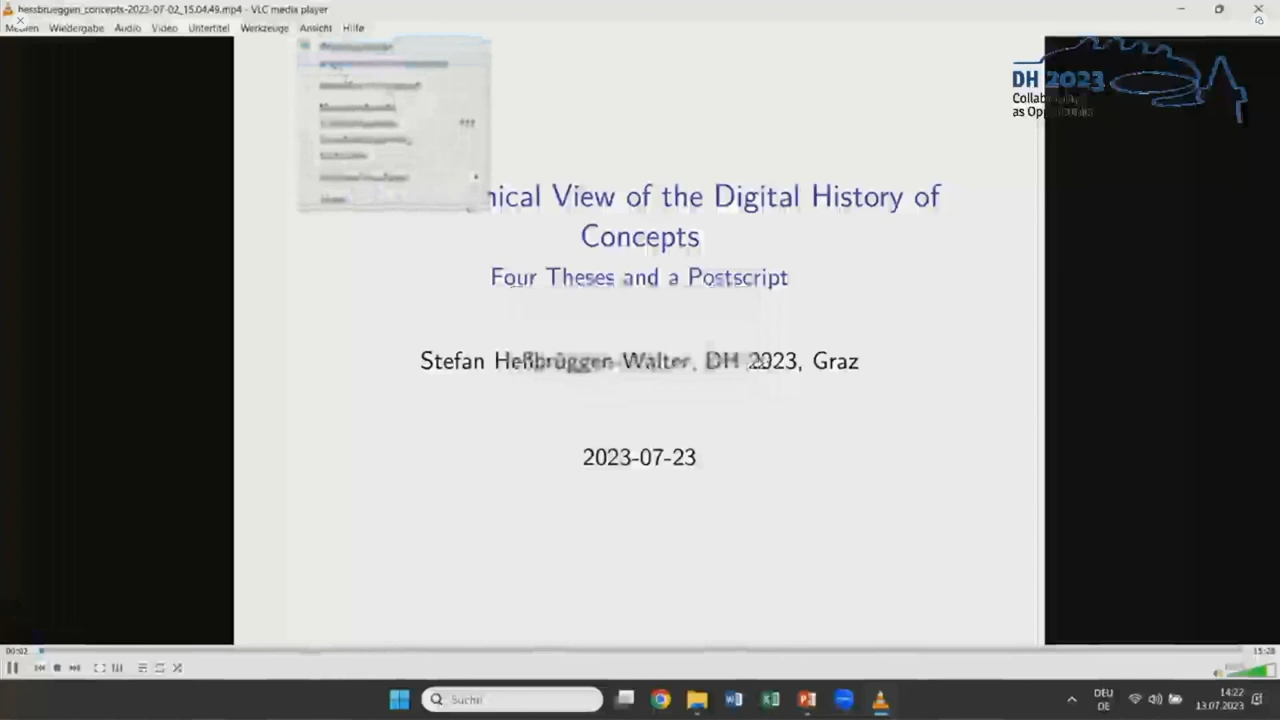 hessbrueggen_concepts-2023-07-02_15.04.49.mp4 - VLC media player
Medien Wiedergabe Audio Video Untertitel Werkzeuge Ansicht Hilfe
DH 2023
as
nical View of the Digital History of
Concepts
Four Theses and a Postscript
Stefan Heßbrüggen-Walter, DH 2023, Graz
2023-07-23
00:02
15:28
Suche
DEU
DE
14:22
13.07.2023